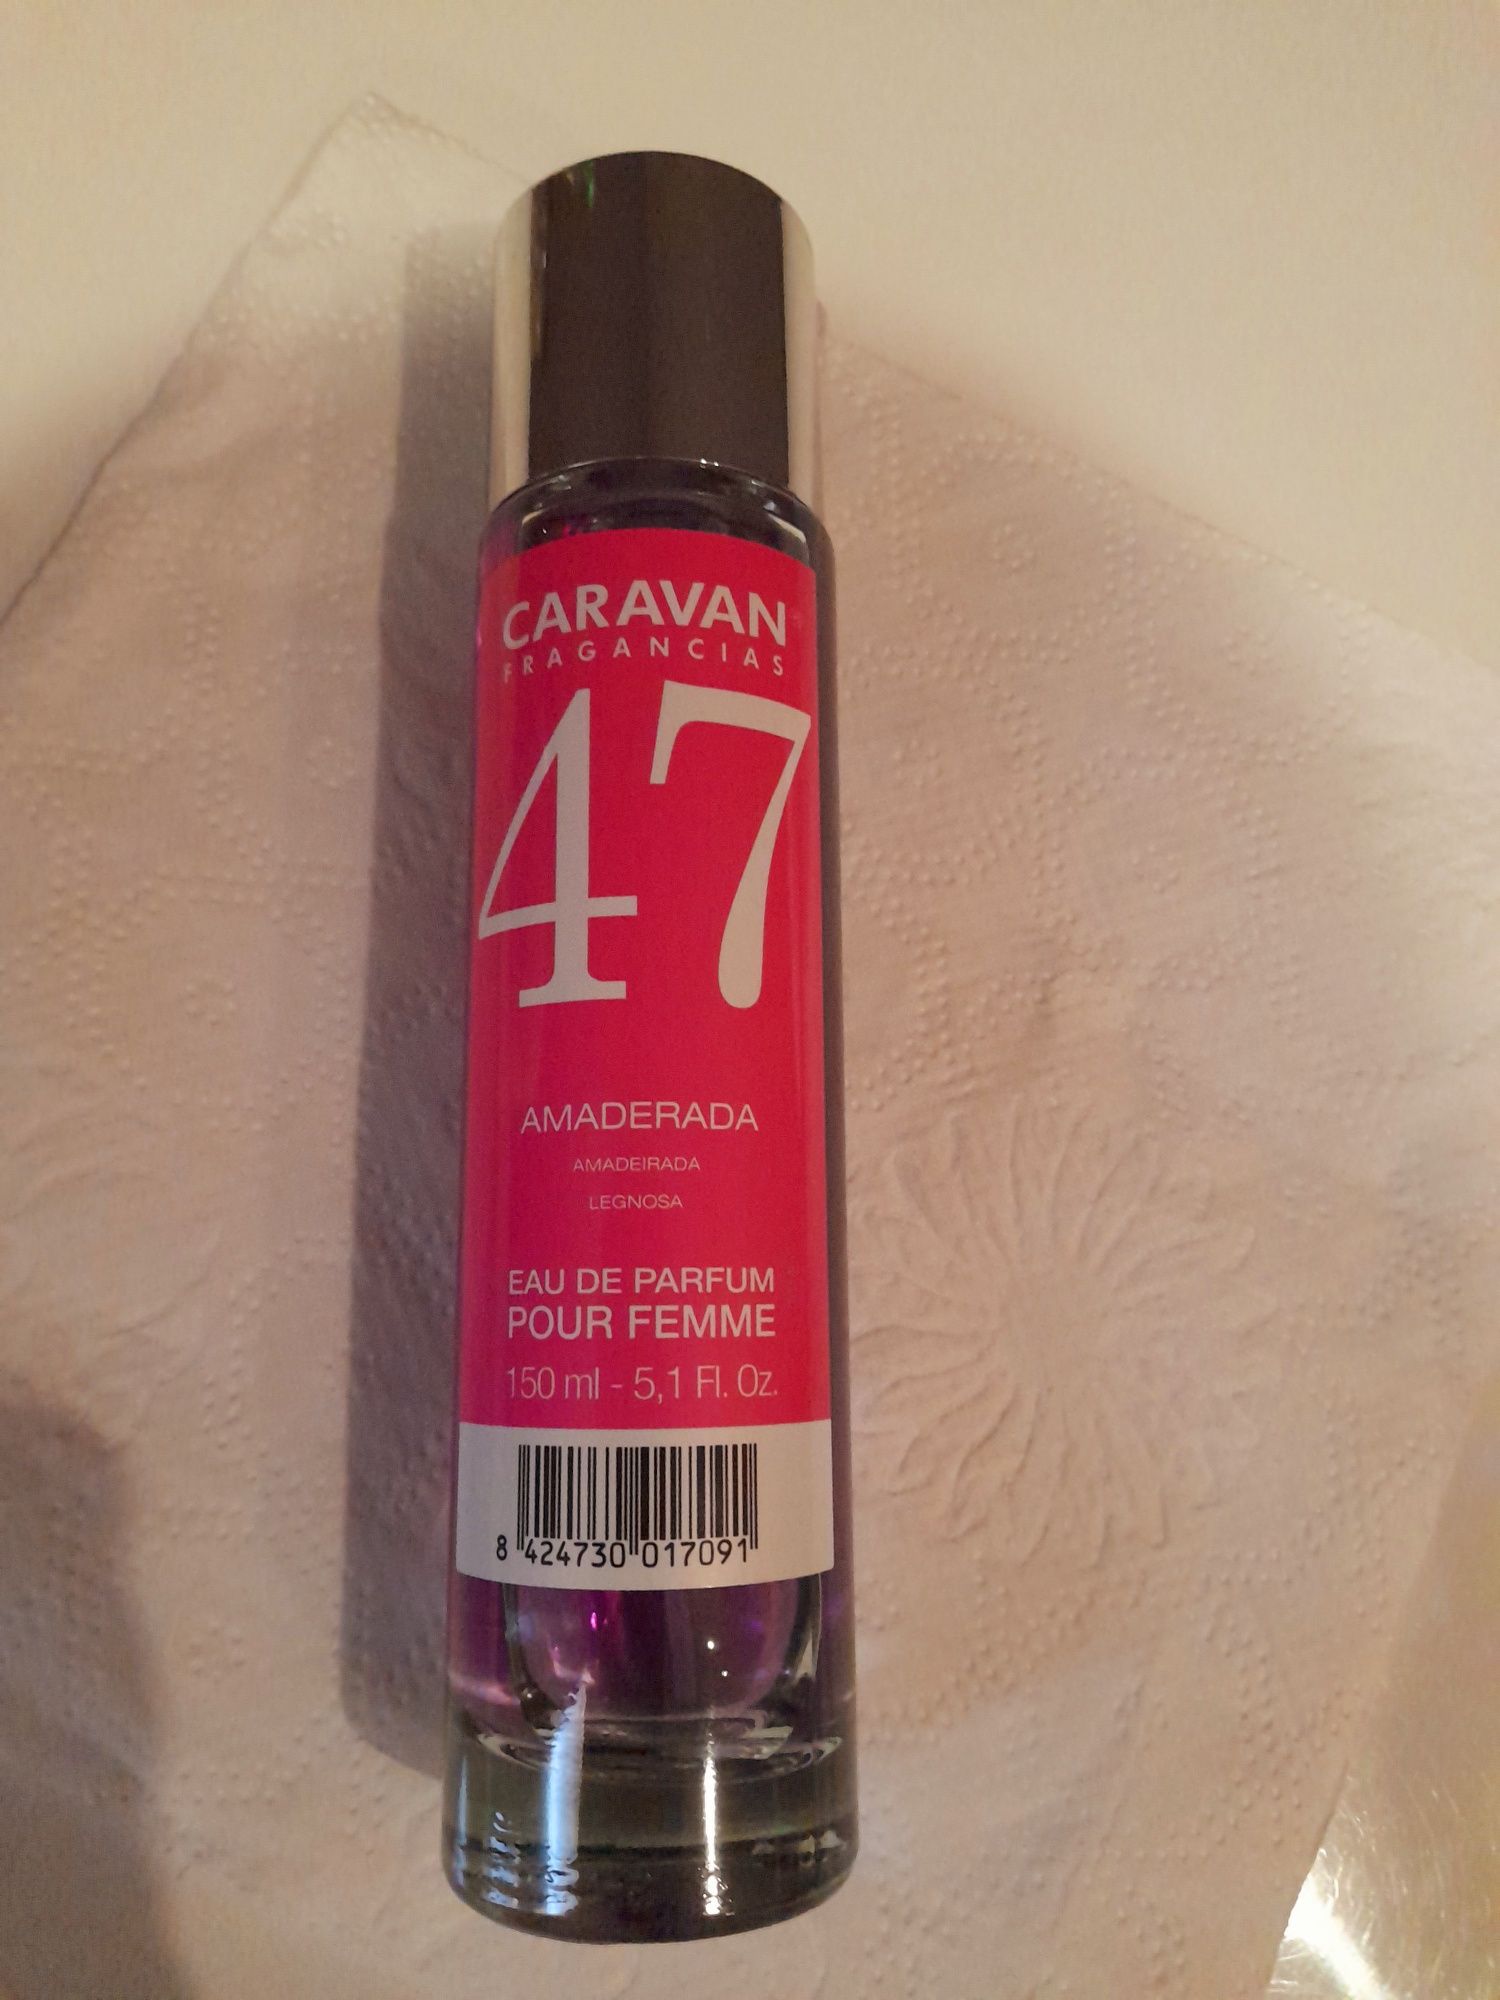 CARAVAN
FRAGANCIAS
47
AMADERADA
AMADEIRADA
LEGNOSA
EAU DE PARFUM
POUR FEMME
150 ml - 5,1 Fl. Oz.
8 424730 017091